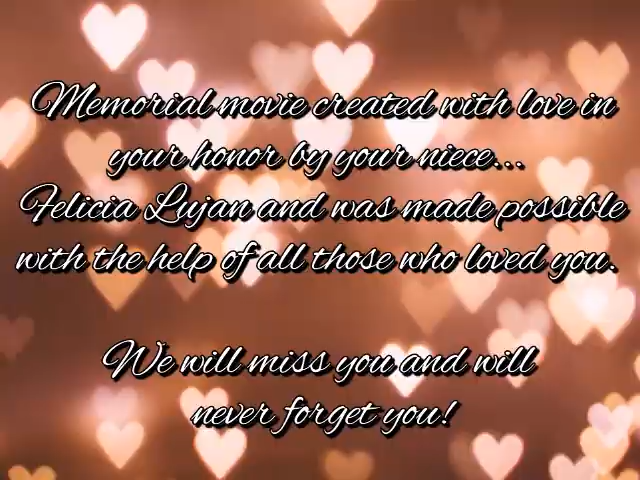 Memorial movie created with love in
your honor by your niece...
Felicia Lujan and was made possible
with the help of all those who loved you.
We will miss you and will
never forget you!